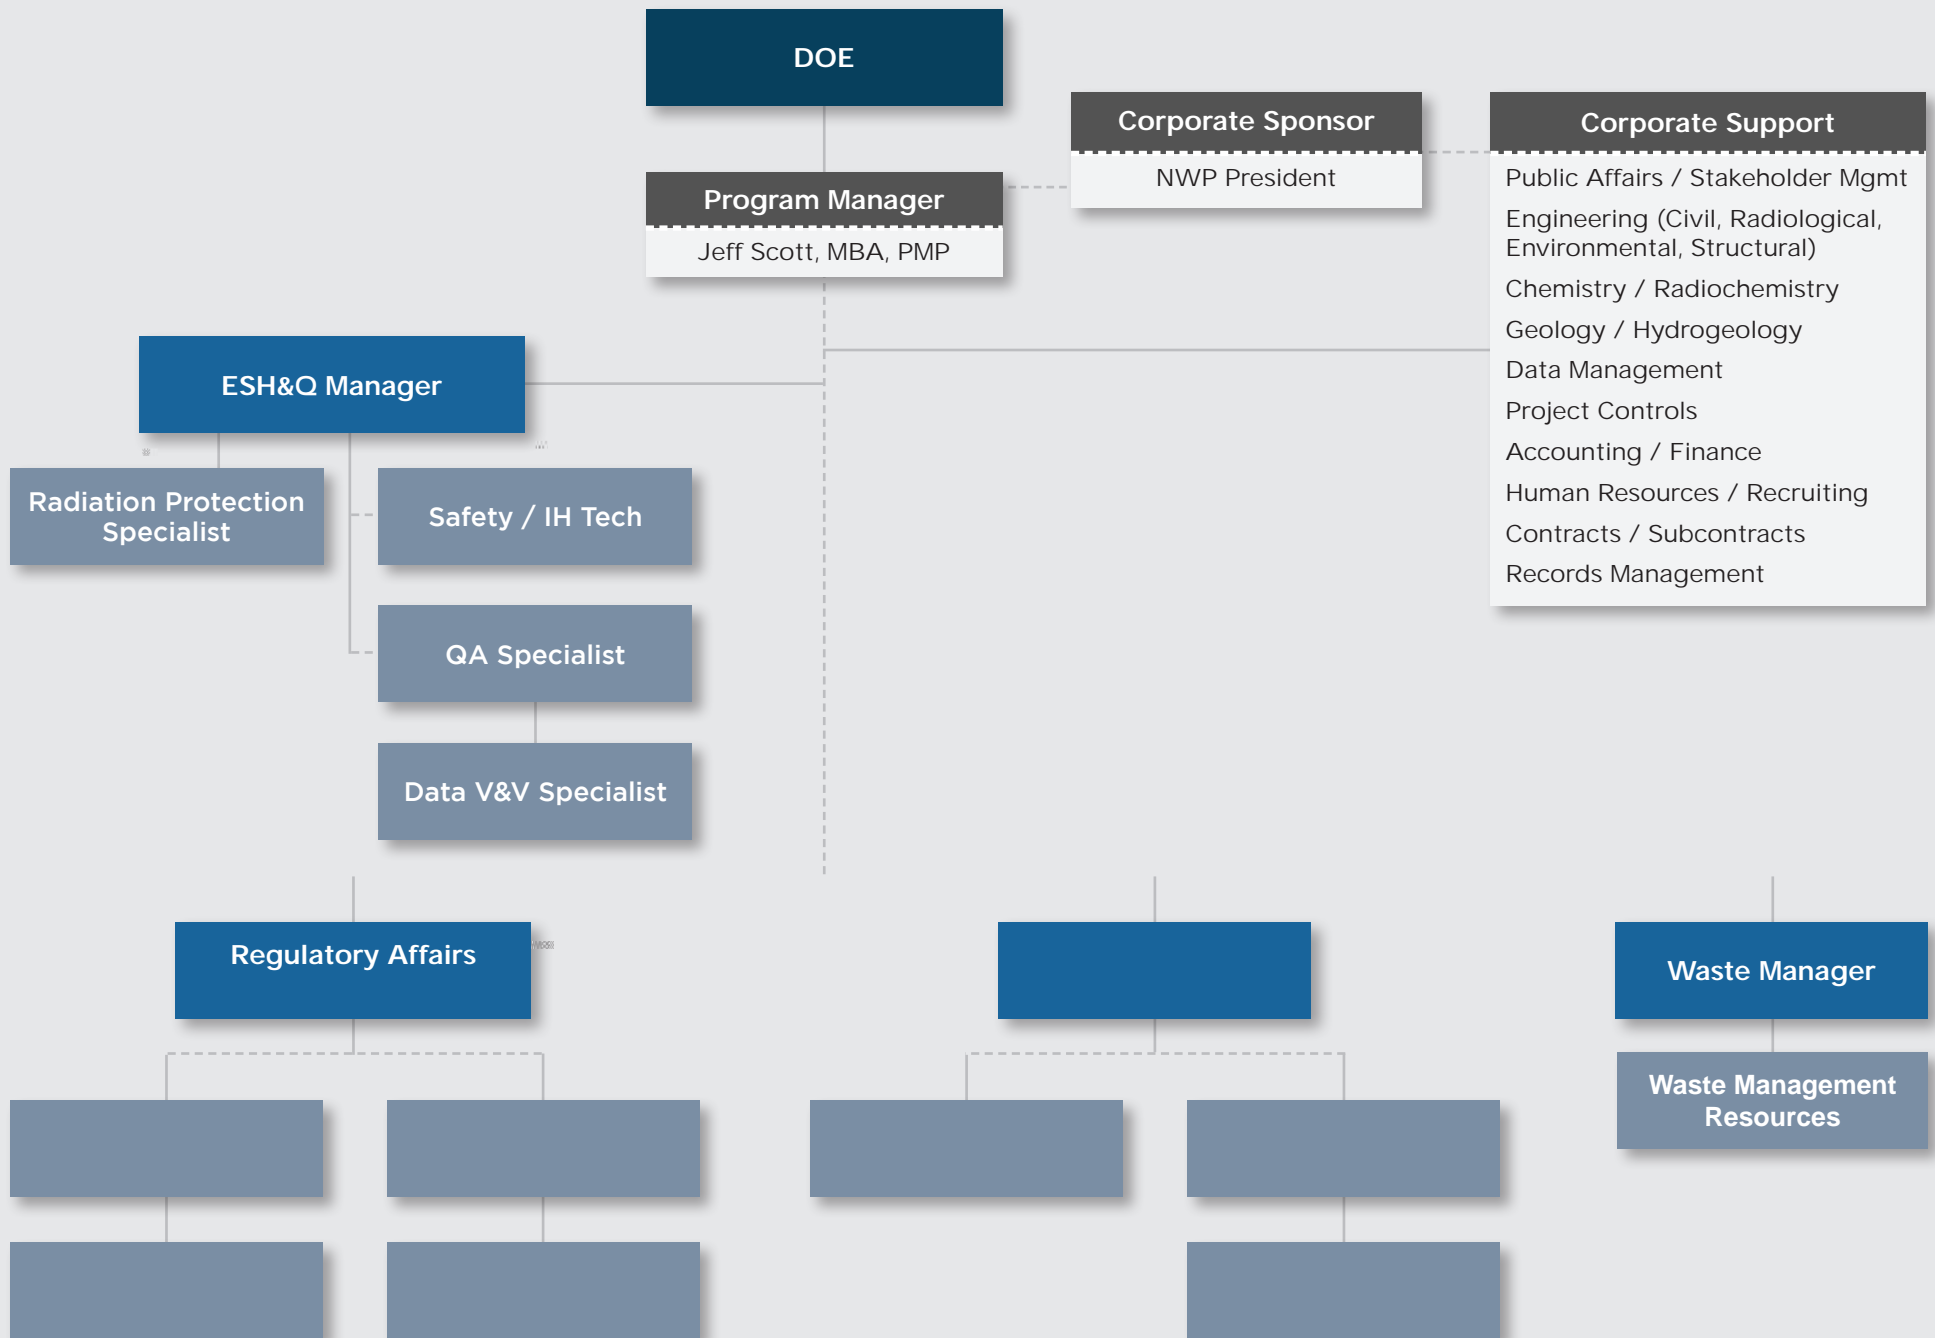 DOE
Corporate Sponsor
NWP President
Corporate Support
Public Affairs / Stakeholder Mgmt
Engineering (Civil, Radiological,
Environmental, Structural)
Chemistry / Radiochemistry
Geology / Hydrogeology
Data Management
Project Controls
Accounting / Finance
Human Resources / Recruiting
Contracts / Subcontracts
Records Management
Program Manager
Jeff Scott, MBA, PMP
ESH&Q Manager
Radiation Protection
Specialist
Safety / IH Tech
QA Specialist
Data V&V Specialist
Regulatory Affairs
Waste Manager
Waste Management
Resources